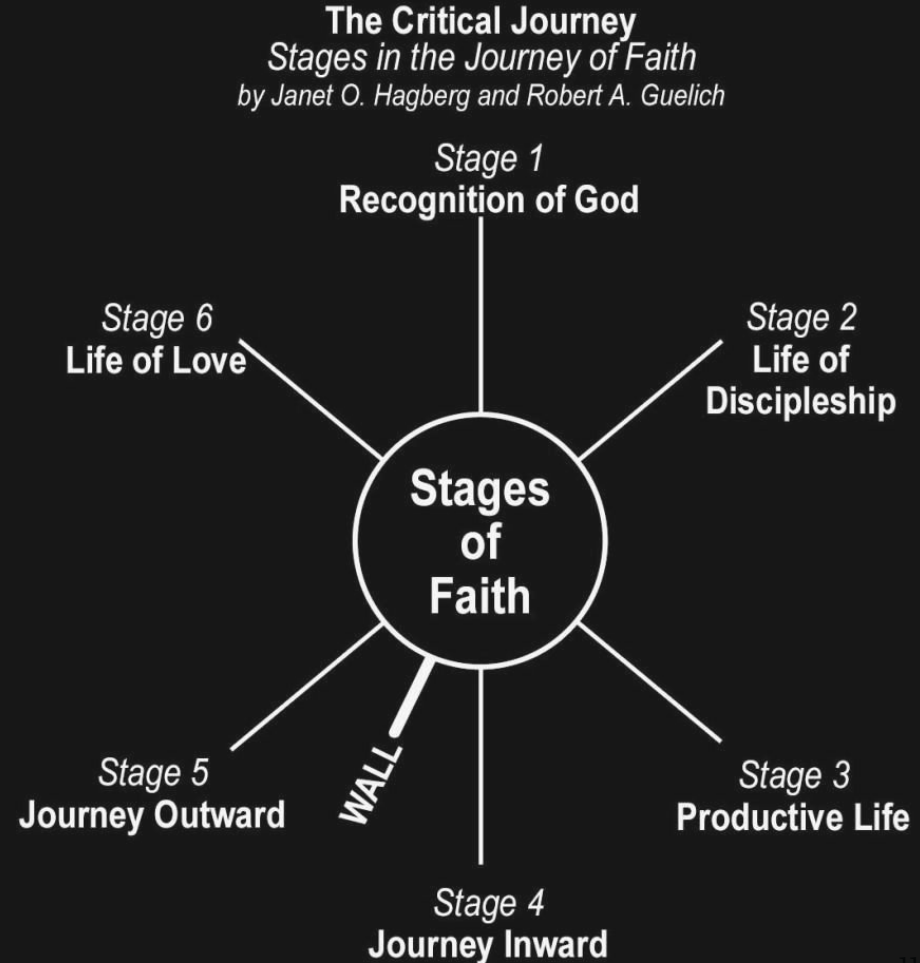 The Critical Journey
Stages in the Journey of Faith
by Janet O. Hagberg and Robert A. Guelich
Stage 1
Recognition of God
Stage 2
Life of
Discipleship
Stage 3
Productive Life
Stage 4
Journey Inward
WALL
Stage 5
Journey Outward
Stage 6
Life of Love
Stages
of
Faith